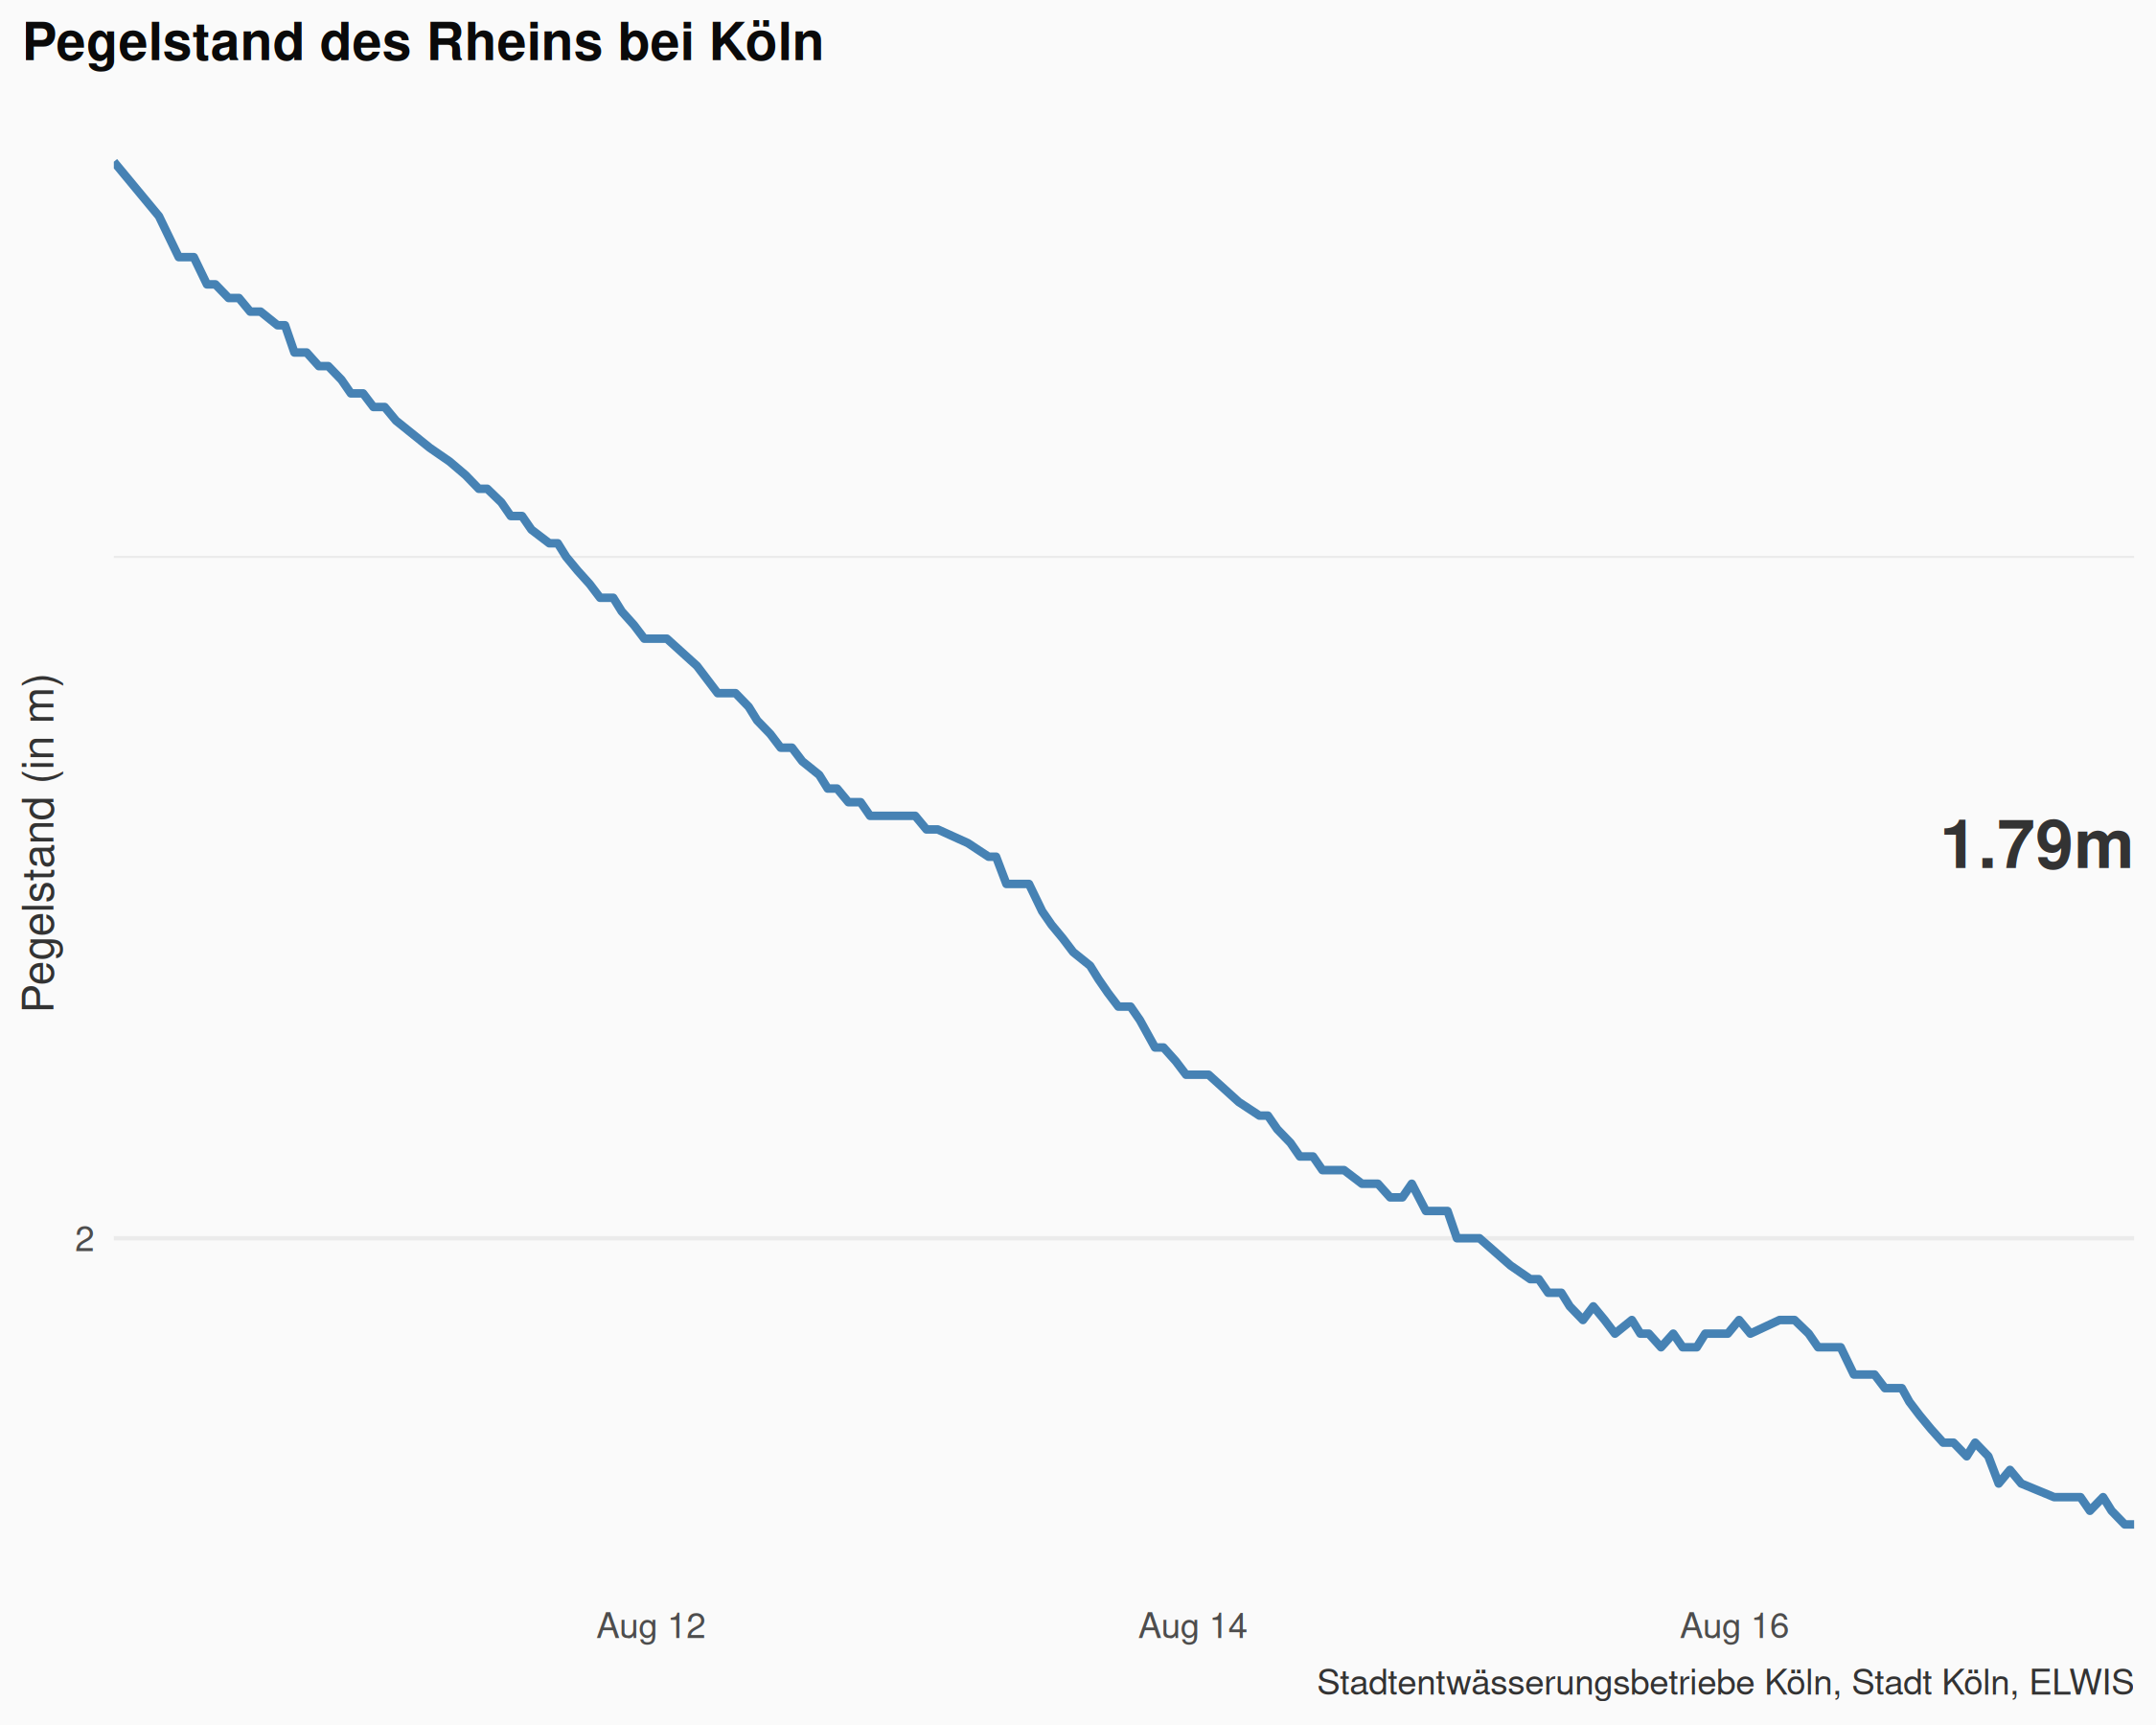 Pegelstand des Rheins bei Köln
Pegelstand (in m)
1.79m
2
Aug 12
Aug 14
Aug 16
Stadtentwässerungsbetriebe Köln, Stadt Köln, ELWIS